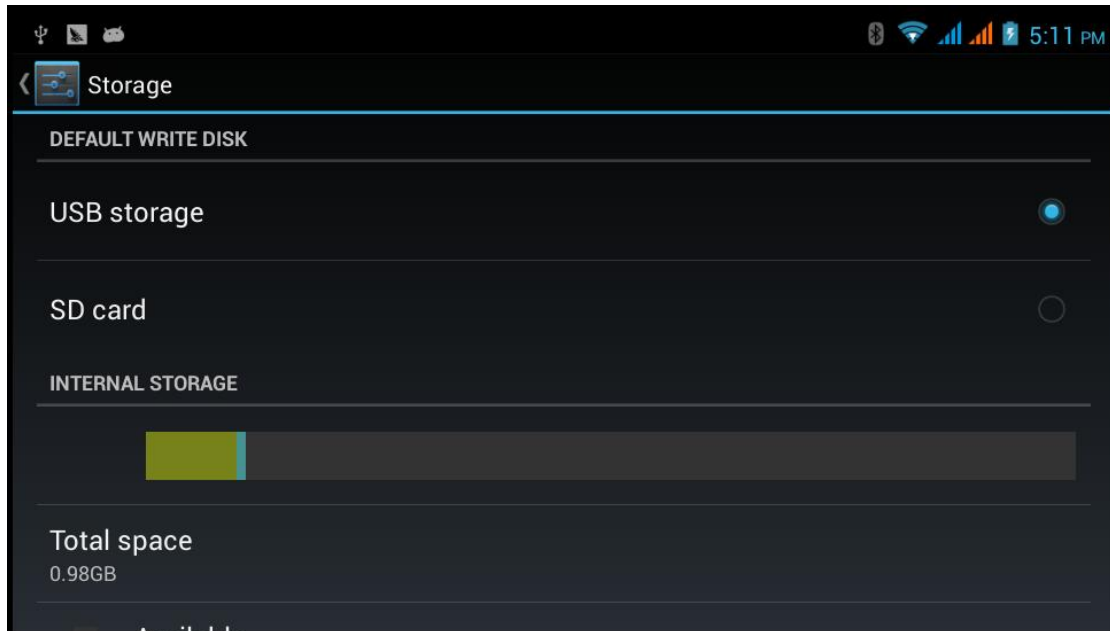 5:11 PM
Storage
DEFAULT WRITE DISK
USB storage
SD card
INTERNAL STORAGE
Total space
0.98GB